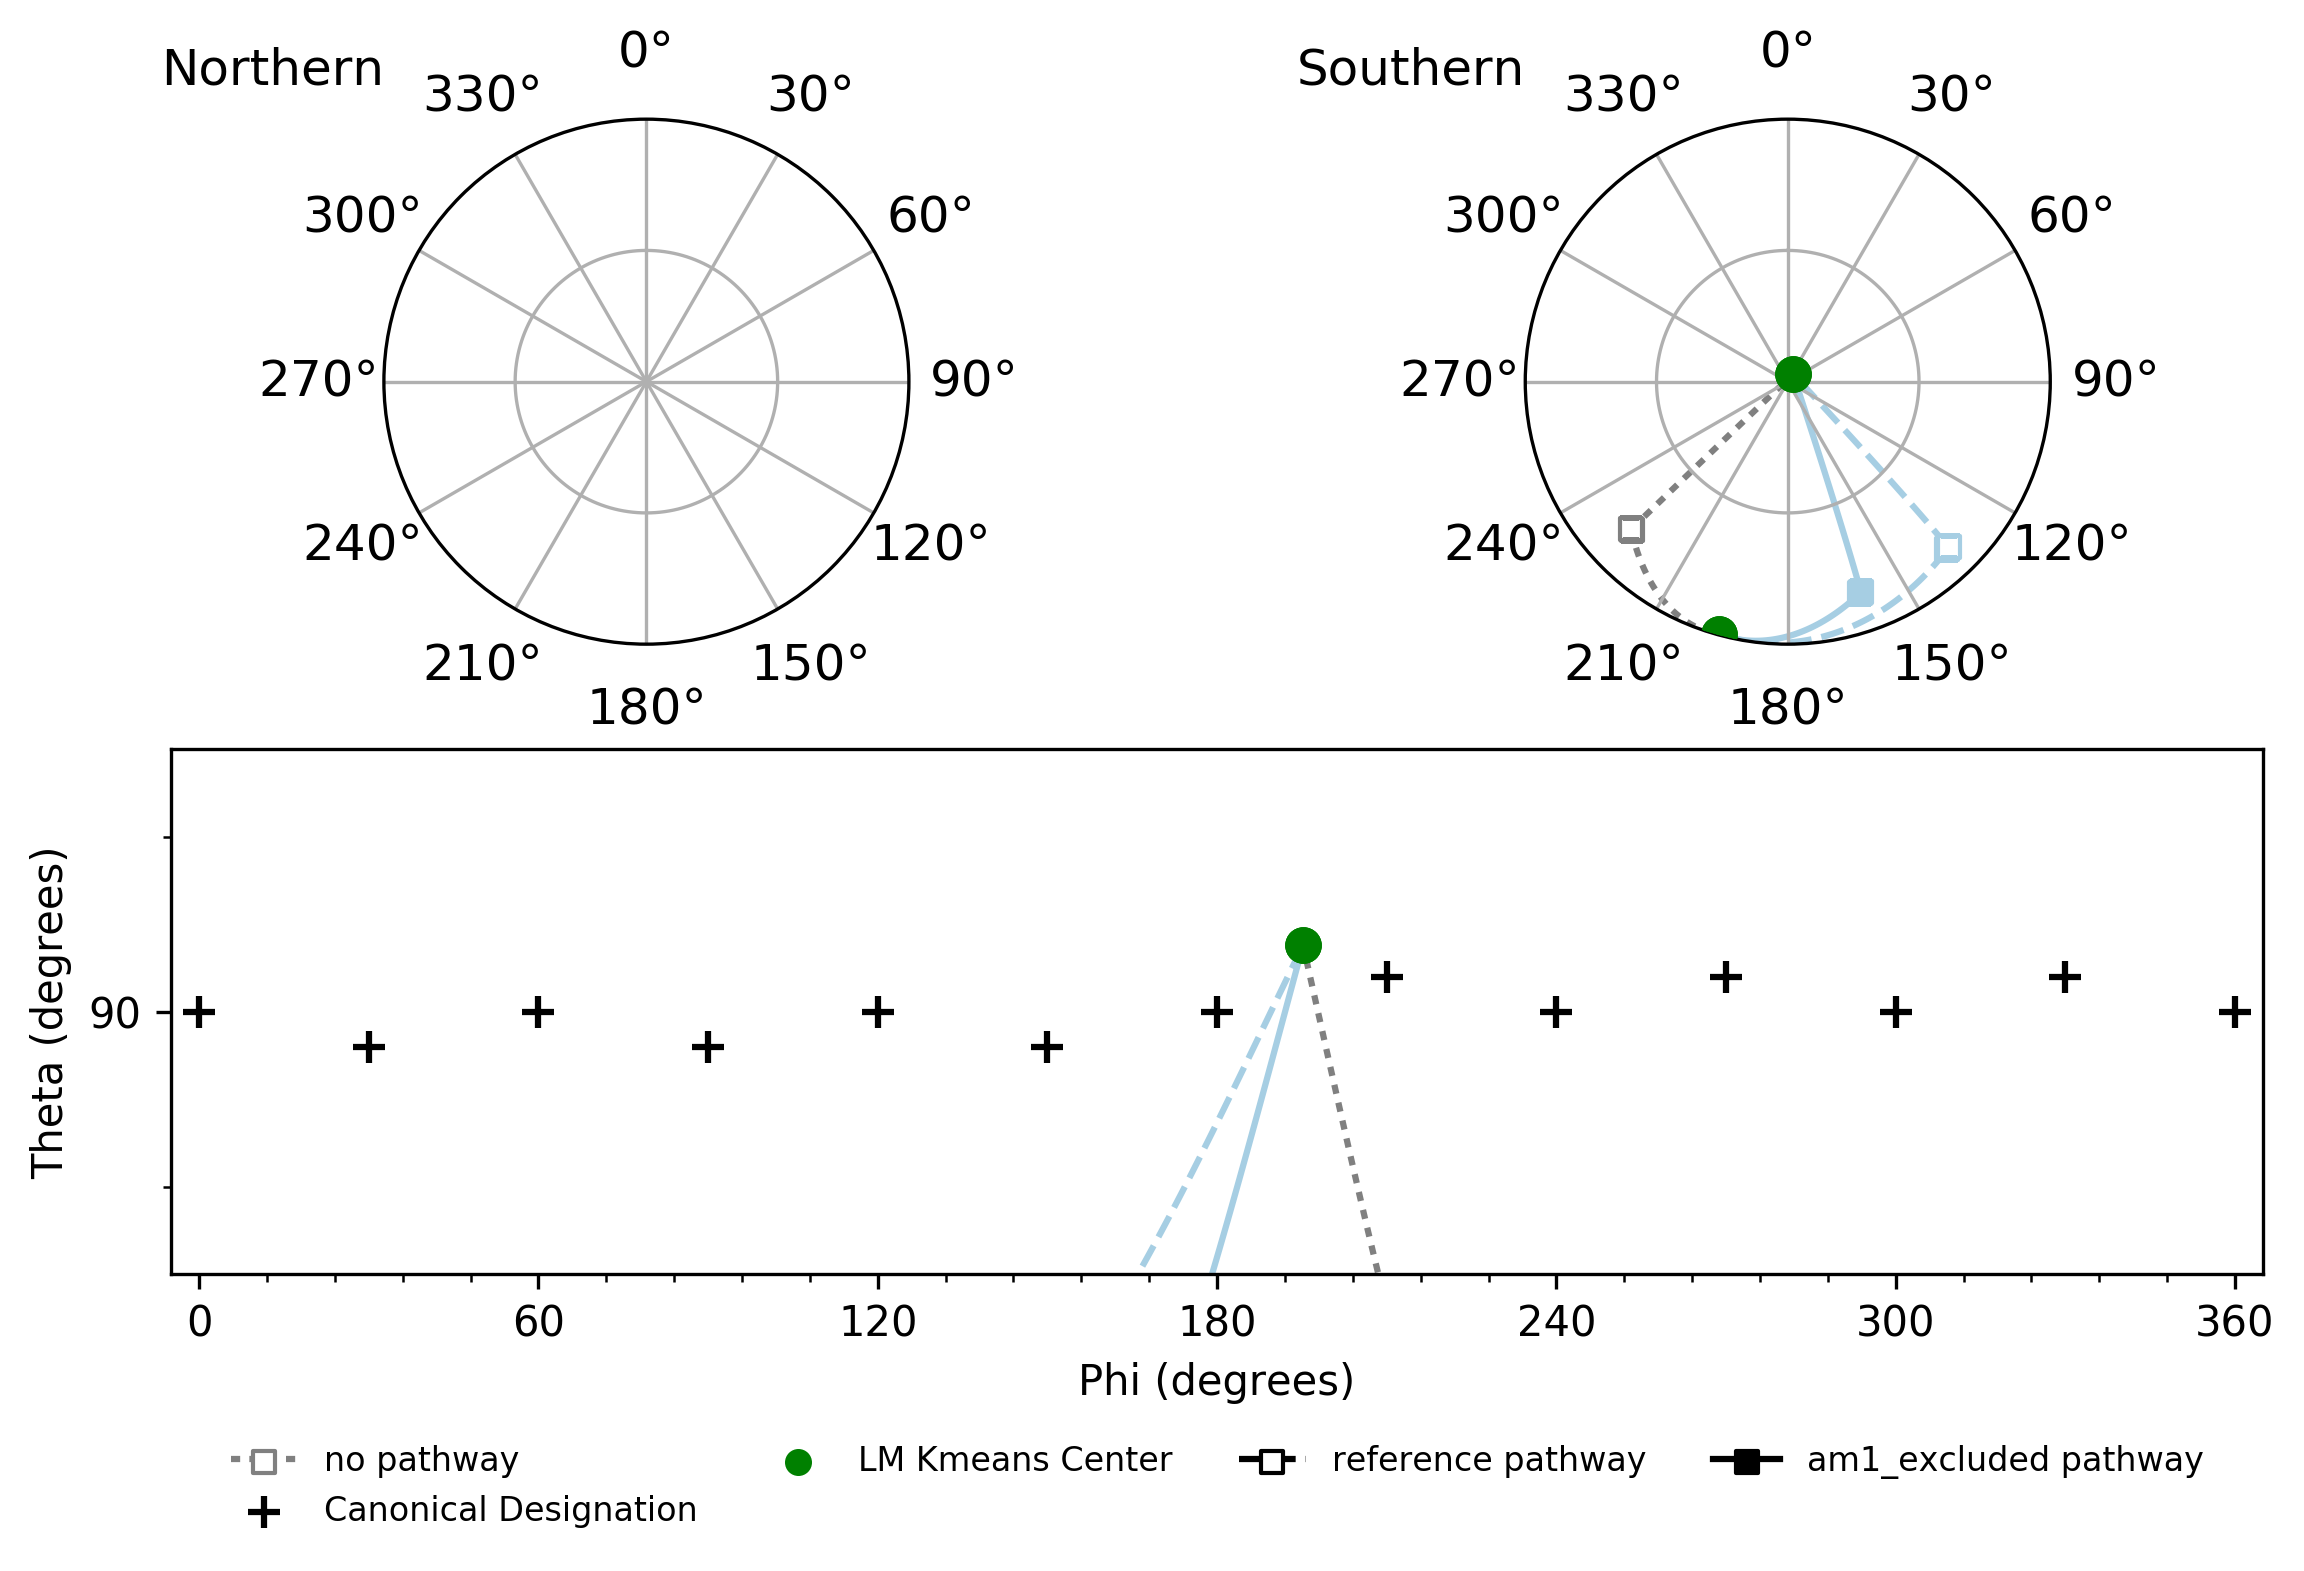 Northern
0°
30°
60°
90°
120°
150°
180°
210°
240°
270°
300°
330°
Southern
0°
30°
60°
90°
120°
150°
180°
210°
240°
270°
300°
330°
Theta (degrees)
90
0 60 120 180 240 300 360
Phi (degrees)
no pathway
Canonical Designation
LM Kmeans Center
reference pathway
am1_excluded pathway